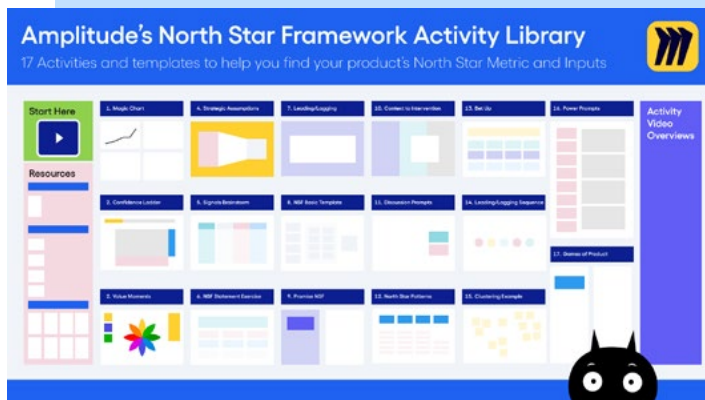 Amplitude's North Star Framework Activity Library
17 Activities and templates to help you find your product's North Star Metric and Inputs
Start Here
Resources
1. Magic Chart
4. Strategic Assumptions
7. Leading/Lagging
10. Context to Intervention
13. Bet Up
16. Power Prompts
Activity
Video
Overviews
2. Confidence Ladder
5. Signals Brainstorm
8. NSF Basic Template
11. Discussion Prompts
14. Leading/Lagging Sequence
17. Games of Product
3. Value Moments
6. NSF Statement Exercise
9. Promise NSF
12. North Star Patterns
15. Clustering Example